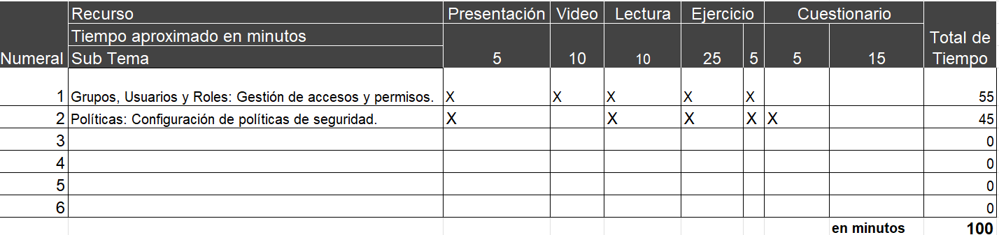 Recurso Presentación Video Lectura Ejercicio Cuestionario
Tiempo aproximado en minutos
Numeral Sub Tema 5 10 10 25 5 5 15 Total de Tiempo
1 Grupos, Usuarios y Roles: Gestión de accesos y permisos. X X X X X 55
2 Políticas: Configuración de políticas de seguridad. X X X X X 45
3 0
4 0
5 0
6 0
en minutos 100